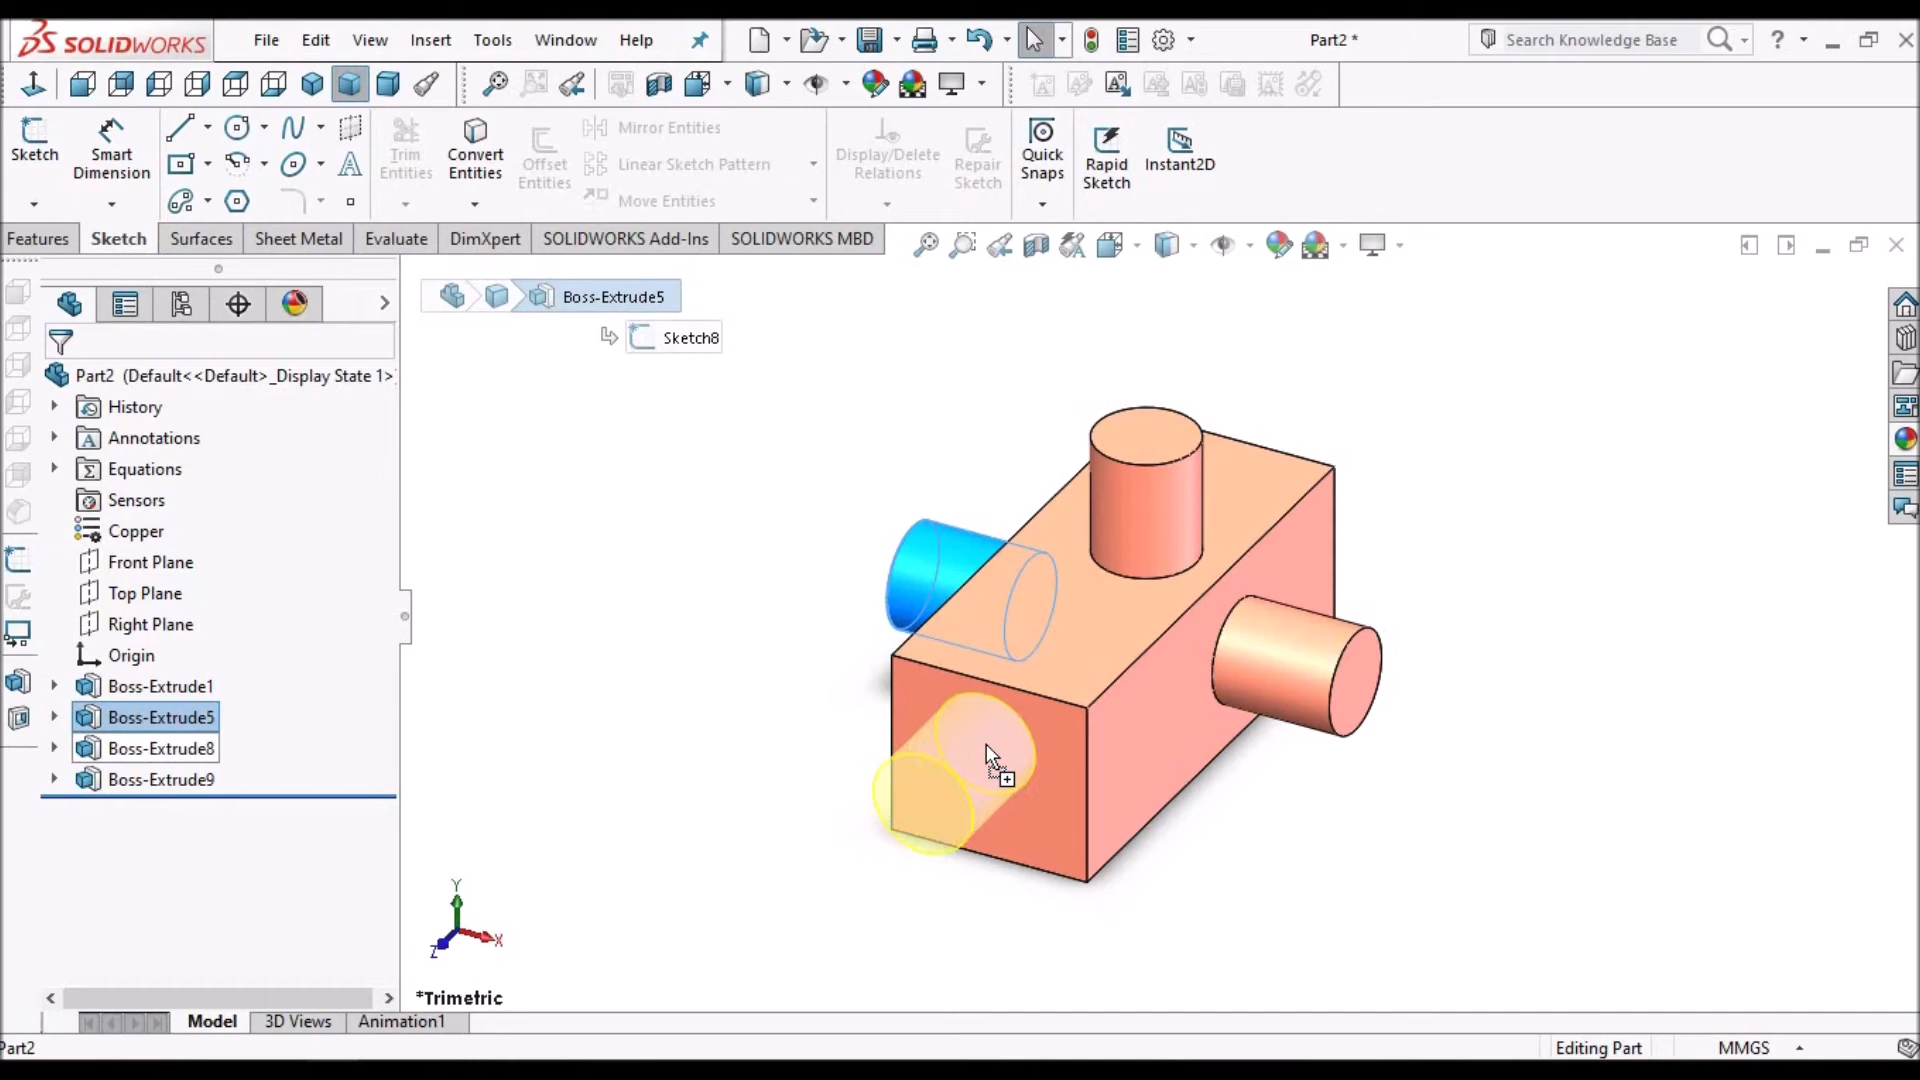 SOLIDWORKS File Edit View Insert Tools Window Help Part2 * Search Knowledge Base ?
Sketch Smart Dimension Trim Entities Convert Entities Offset Entities Mirror Entities Linear Sketch Pattern Move Entities Display/Delete Relations Repair Sketch Quick Snaps Rapid Sketch Instant2D
Features Sketch Surfaces Sheet Metal Evaluate DimXpert SOLIDWORKS Add-Ins SOLIDWORKS MBD
Boss-Extrude5
Sketch8
Part2 (Default<<Default>_Display State 1>
History
Annotations
Equations
Sensors
Copper
Front Plane
Top Plane
Right Plane
Origin
Boss-Extrude1
Boss-Extrude5
Boss-Extrude8
Boss-Extrude9
Y
X
Z
*Trimetric
Model 3D Views Animation1
Part2 Editing Part MMGS